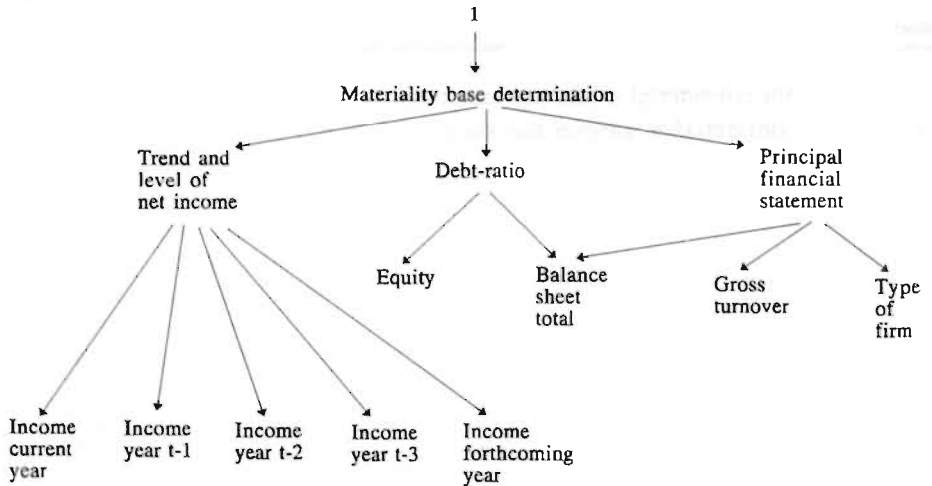 1
Materiality base determination
Trend and
level of
net income
Debt-ratio
Principal
financial
statement
Equity
Balance
sheet
total
Gross
turnover
Type
of
firm
Income
current
year
Income
year t-1
Income
year t-2
Income
year t-3
Income
forthcoming
year